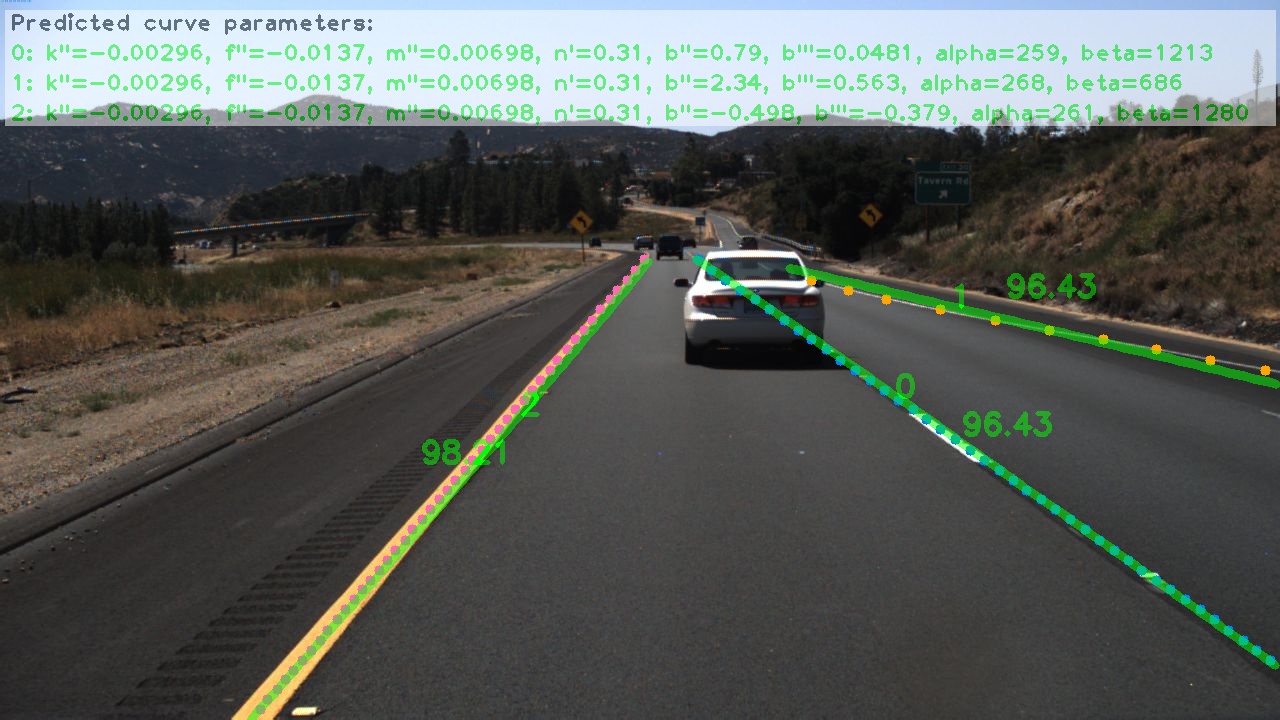 Predicted curve parameters:
0: k''=-0.00296, f''=-0.0137, m''=0.00698, n'=0.31, b''=0.79, b'''=0.0481, alpha=259, beta=1213
1: k''=-0.00296, f''=-0.0137, m''=0.00698, n'=0.31, b''=2.34, b'''=0.563, alpha=268, beta=686
2: k''=-0.00296, f''=-0.0137, m''=0.00698, n'=0.31, b''=-0.498, b'''=-0.379, alpha=261, beta=1280
Tavern Rd
1 96.43
0
2
96.43
98.21